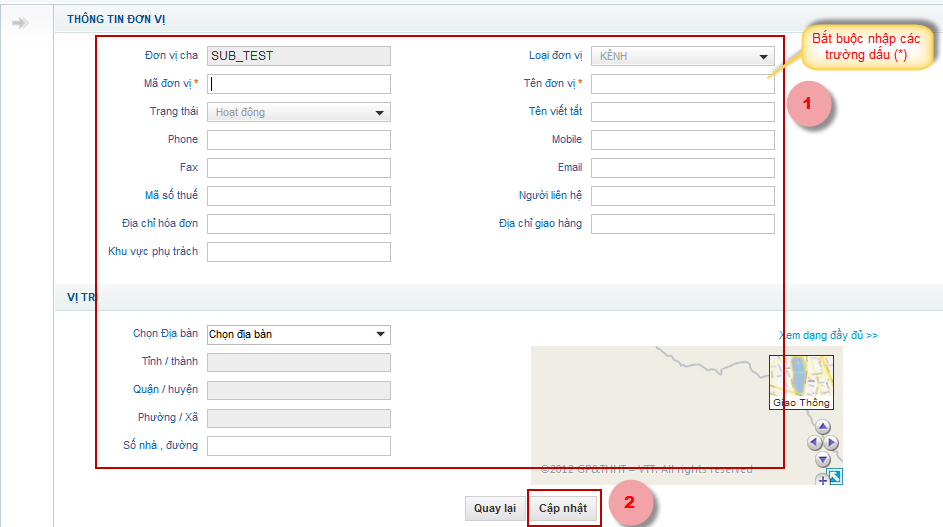 THÔNG TIN ĐƠN VỊ
Bắt buộc nhập các
trường dấu (*)
1
Đơn vị cha SUB_TEST Loại đơn vị KÊNH
Mã đơn vị * Tên đơn vị *
Trạng thái Hoạt động Tên viết tắt
Phone Mobile
Fax Email
Mã số thuế Người liên hệ
Địa chỉ hóa đơn Địa chỉ giao hàng
Khu vực phụ trách
VỊ TRÍ
Chọn Địa bàn Chọn địa bàn Xem dạng đầy đủ >>
Tỉnh / thành
Quận / huyện
Giao Thông
Phường / Xã
Số nhà , đường
©2012 GP&THHT – VTT. All rights reserved
Quay lại Cập nhật 2